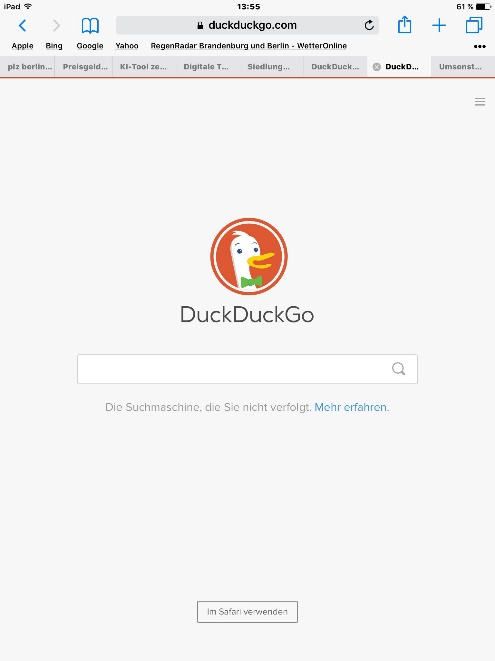 iPad 13:55 61 %
duckduckgo.com
Apple Bing Google Yahoo RegenRadar Brandenburg und Berlin - WetterOnline
plz berlin... Preisgeld... KI-Tool ze... Digitale T... Siedlung... DuckDuck... DuckD... Umsonst...
DuckDuckGo
Die Suchmaschine, die Sie nicht verfolgt. Mehr erfahren.
Im Safari verwenden